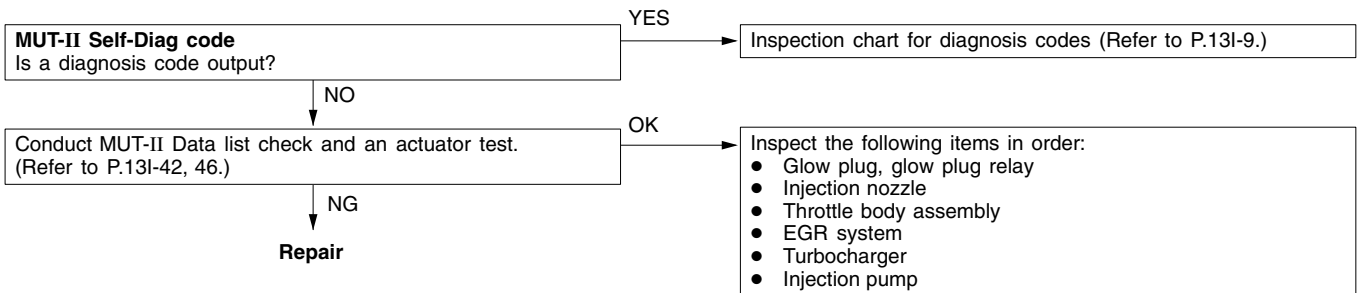 YES
MUT-II Self-Diag code
Is a diagnosis code output?
Inspection chart for diagnosis codes (Refer to P.13I-9.)
NO
Conduct MUT-II Data list check and an actuator test.
(Refer to P.13I-42, 46.)
OK
Inspect the following items in order:
● Glow plug, glow plug relay
● Injection nozzle
● Throttle body assembly
● EGR system
● Turbocharger
● Injection pump
NG
Repair